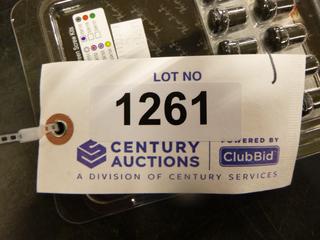 LOT NO
1261
CENTURY
AUCTIONS
POWERED BY
ClubBid
A DIVISION OF CENTURY SERVICES